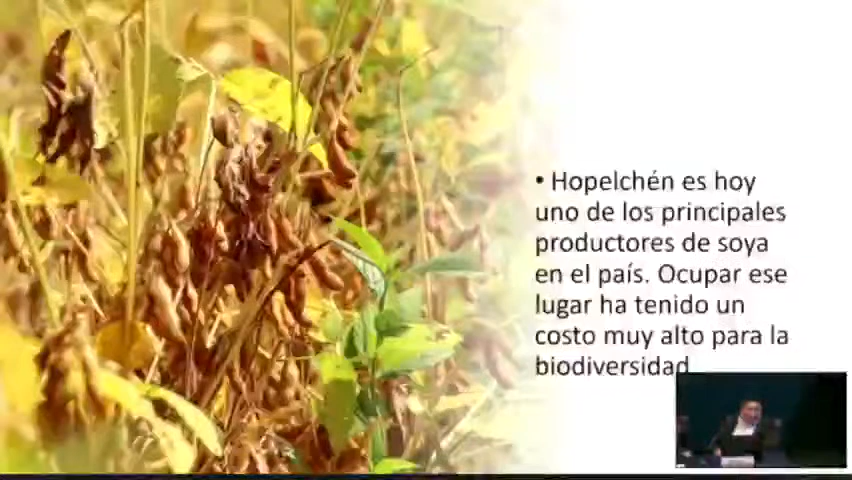 • Hopelchén es hoy
uno de los principales
productores de soya
en el país. Ocupar ese
lugar ha tenido un
costo muy alto para la
biodiversidad